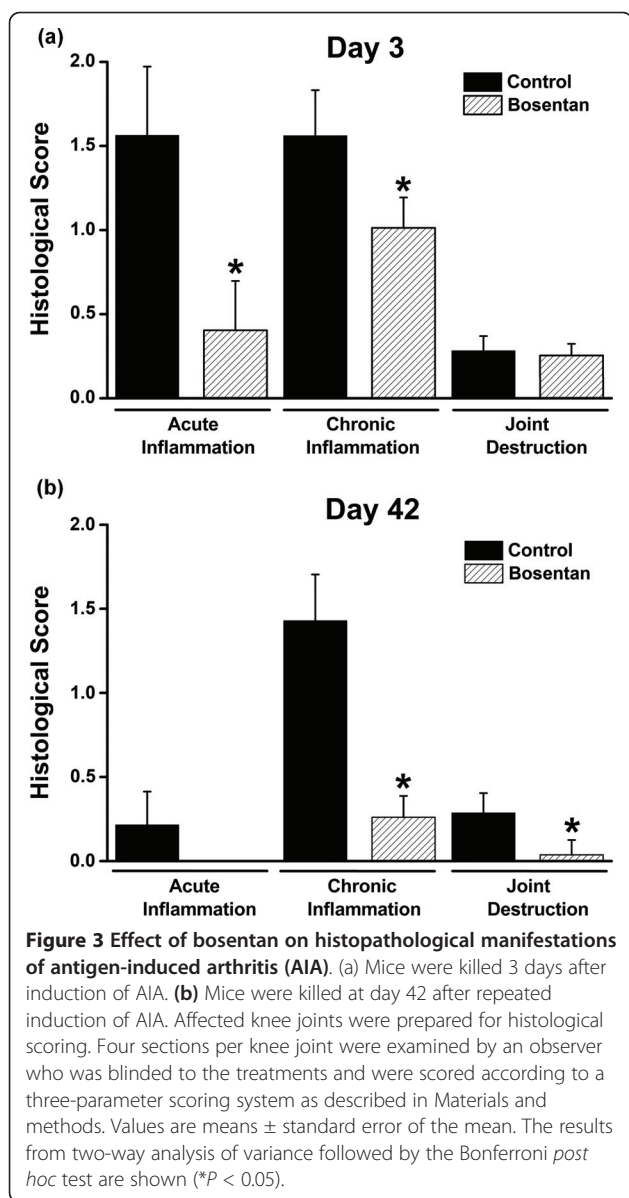 (a)
Day 3
2.0
Control
Bosentan
1.5
*
1.0
*
Histological Score
0.5
0.0
Acute Chronic Joint
Inflammation Inflammation Destruction
(b)
Day 42
2.0
Control
Bosentan
1.5
1.0
Histological Score
0.5
*
*
0.0
Acute Chronic Joint
Inflammation Inflammation Destruction
Figure 3 Effect of bosentan on histopathological manifestations
of antigen-induced arthritis (AIA). (a) Mice were killed 3 days after
induction of AIA. (b) Mice were killed at day 42 after repeated
induction of AIA. Affected knee joints were prepared for histological
scoring. Four sections per knee joint were examined by an observer
who was blinded to the treatments and were scored according to a
three-parameter scoring system as described in Materials and
methods. Values are means ± standard error of the mean. The results
from two-way analysis of variance followed by the Bonferroni post
hoc test are shown (*P < 0.05).